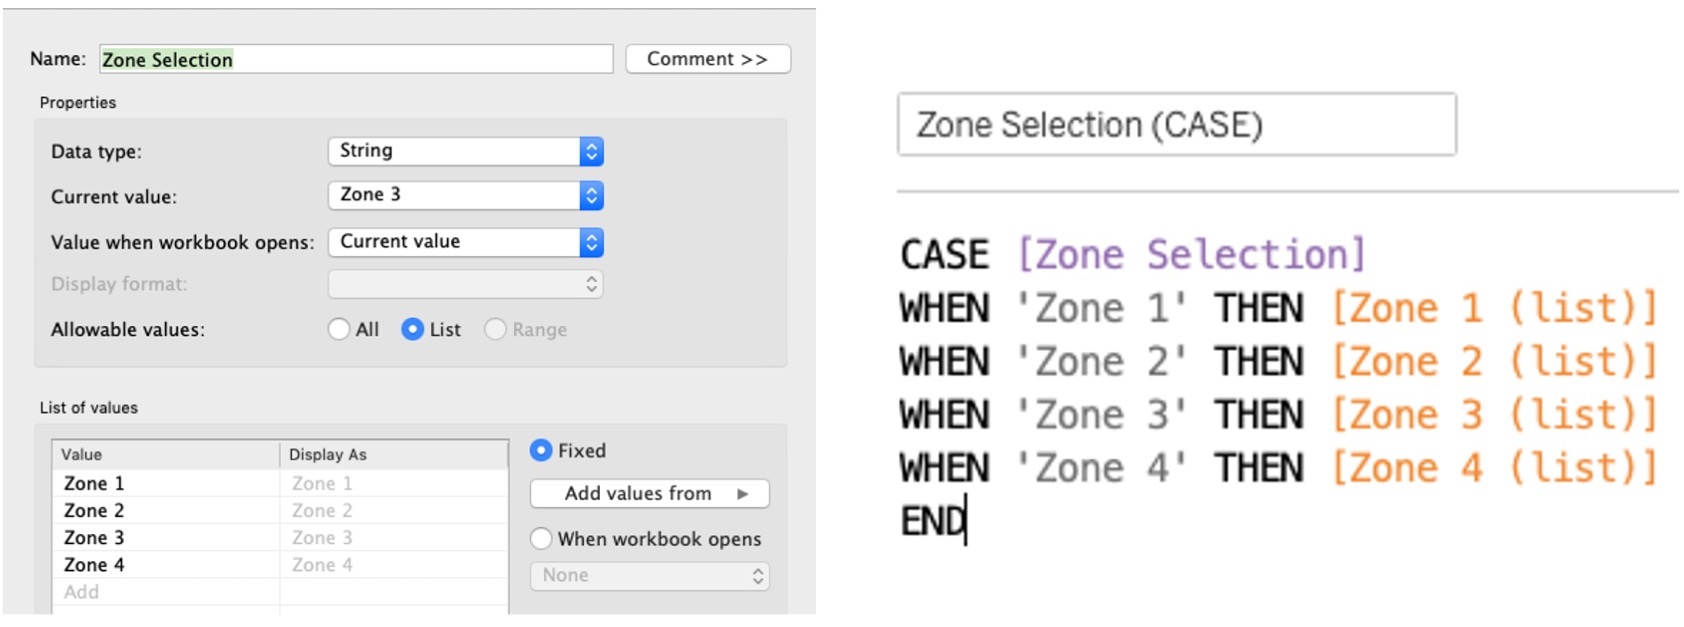 Name: Zone Selection Comment >>
Properties
Data type: String
Current value: Zone 3
Value when workbook opens: Current value
Display format:
Allowable values: All List Range
List of values
Value Display As
Zone 1 Zone 1
Zone 2 Zone 2
Zone 3 Zone 3
Zone 4 Zone 4
Add
Fixed
Add values from
When workbook opens
None
Zone Selection (CASE)
CASE [Zone Selection]
WHEN 'Zone 1' THEN [Zone 1 (list)]
WHEN 'Zone 2' THEN [Zone 2 (list)]
WHEN 'Zone 3' THEN [Zone 3 (list)]
WHEN 'Zone 4' THEN [Zone 4 (list)]
END